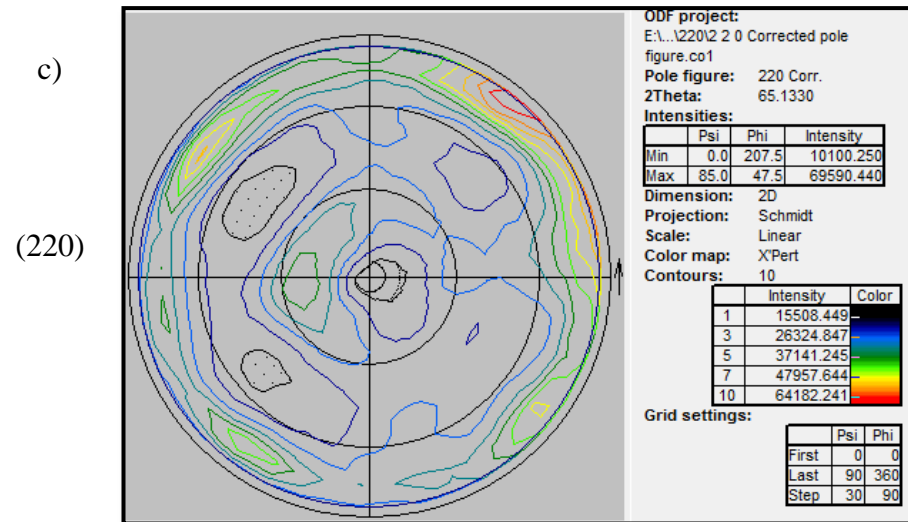 c)
(220)
ODF project:
E:\...\220\2 2 0 Corrected pole
figure.co1
Pole figure: 220 Corr.
2Theta: 65.1330
Intensities:
Psi Phi Intensity
Min 0.0 207.5 10100.250
Max 85.0 47.5 69590.440
Dimension: 2D
Projection: Schmidt
Scale: Linear
Color map: X'Pert
Contours: 10
Intensity Color
1 15508.449
3 26324.847
5 37141.245
7 47957.644
10 64182.241
Grid settings:
Psi Phi
First 0 0
Last 90 360
Step 30 90